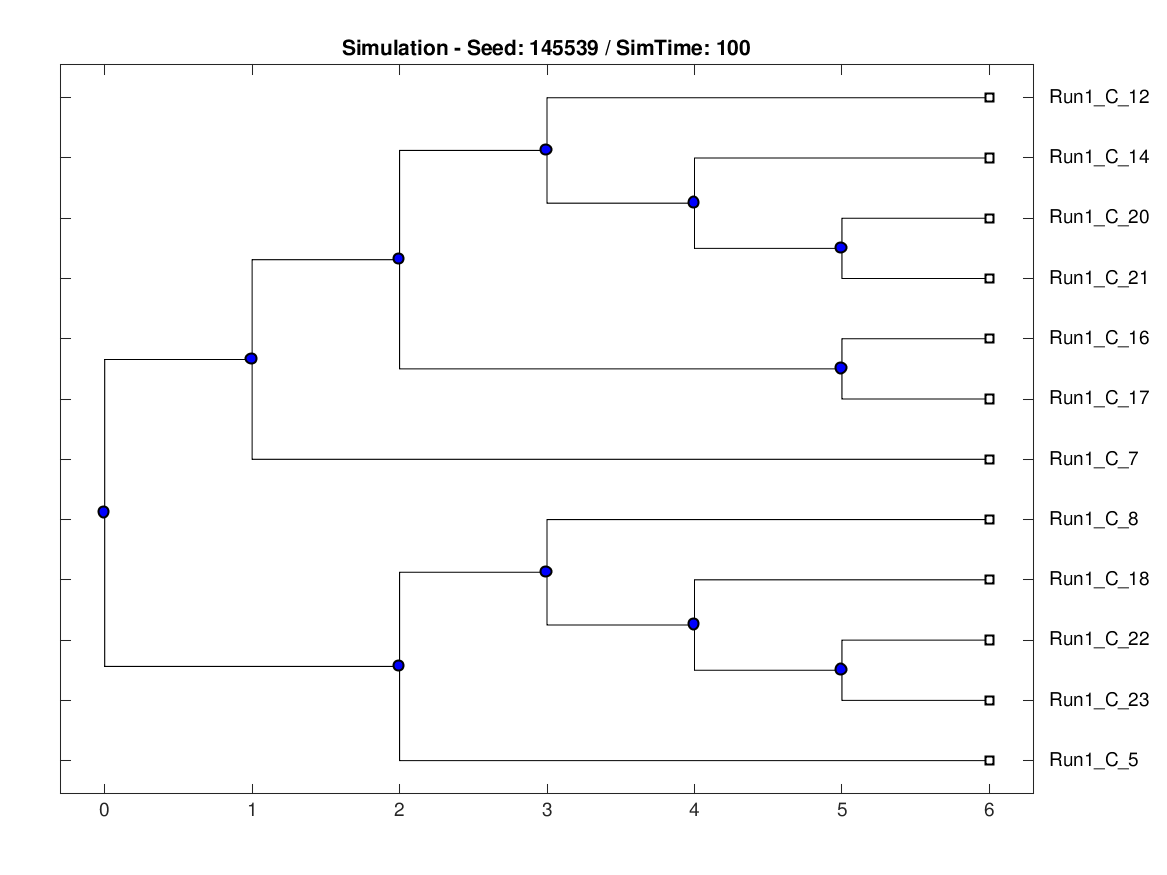 Simulation - Seed: 145539 / SimTime: 100
Run1_C_12
Run1_C_14
Run1_C_20
Run1_C_21
Run1_C_16
Run1_C_17
Run1_C_7
Run1_C_8
Run1_C_18
Run1_C_22
Run1_C_23
Run1_C_5
0 1 2 3 4 5 6